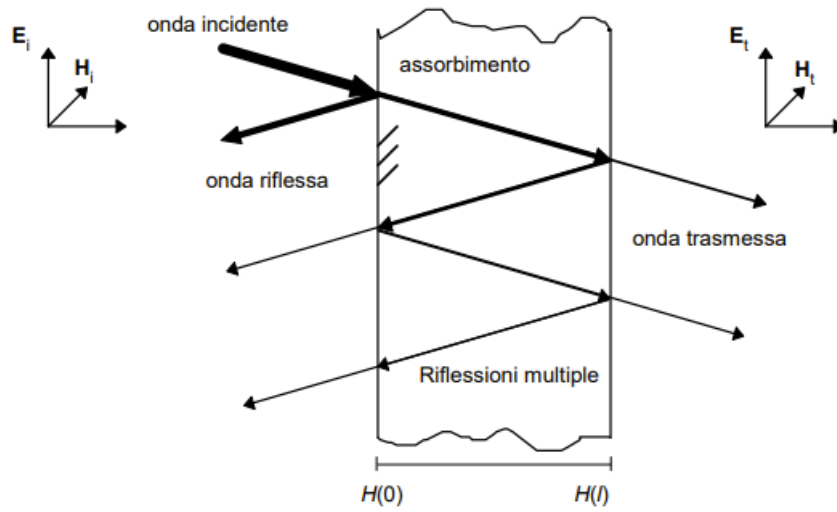 onda incidente
E_i
H_i
assorbimento
E_t
H_t
onda riflessa
onda trasmessa
Riflessioni multiple
H(0)
H(l)